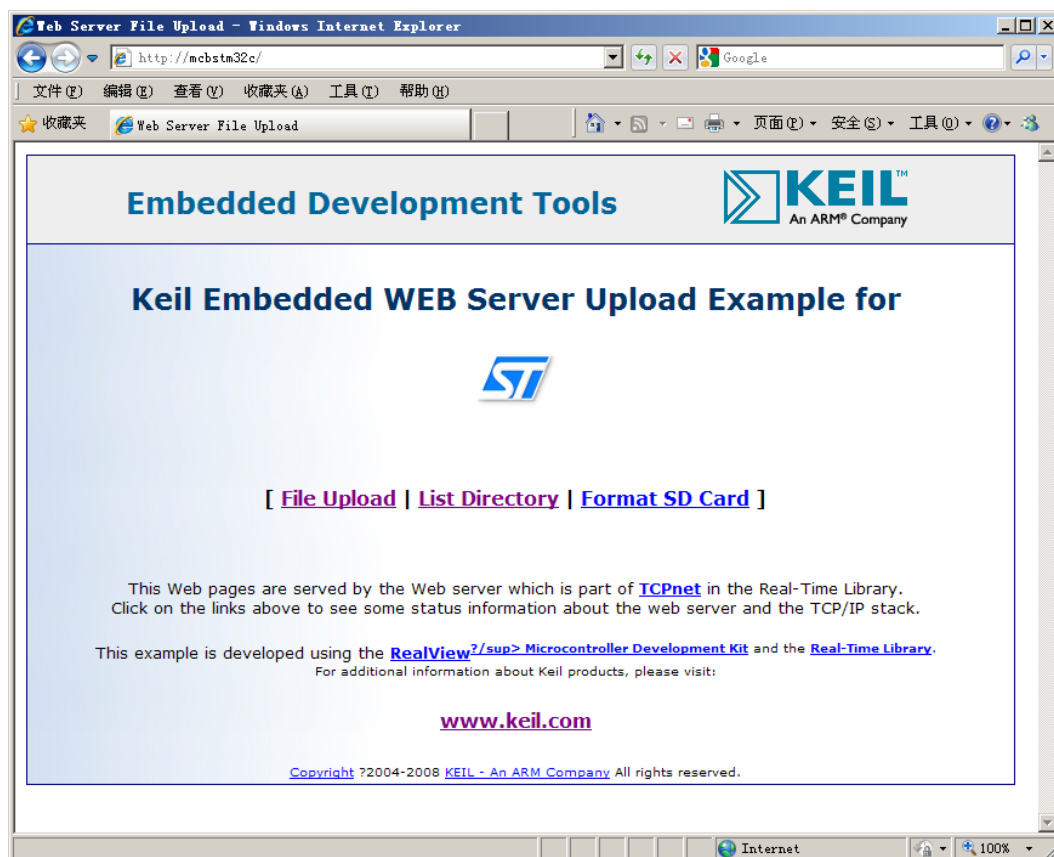 Web Server File Upload - Windows Internet Explorer
http://mcbstm32c/
Google
文件(F) 编辑(E) 查看(V) 收藏夹(A) 工具(T) 帮助(H)
收藏夹 Web Server File Upload 页面(P) 安全(S) 工具(O)
Embedded Development Tools
KEIL™
An ARM® Company
Keil Embedded WEB Server Upload Example for
ST
[ File Upload | List Directory | Format SD Card ]
This Web pages are served by the Web server which is part of TCPnet in the Real-Time Library.
Click on the links above to see some status information about the web server and the TCP/IP stack.
This example is developed using the RealView?/sup> Microcontroller Development Kit and the Real-Time Library.
For additional information about Keil products, please visit:
www.keil.com
Copyright ?2004-2008 KEIL - An ARM Company All rights reserved.
Internet 100%